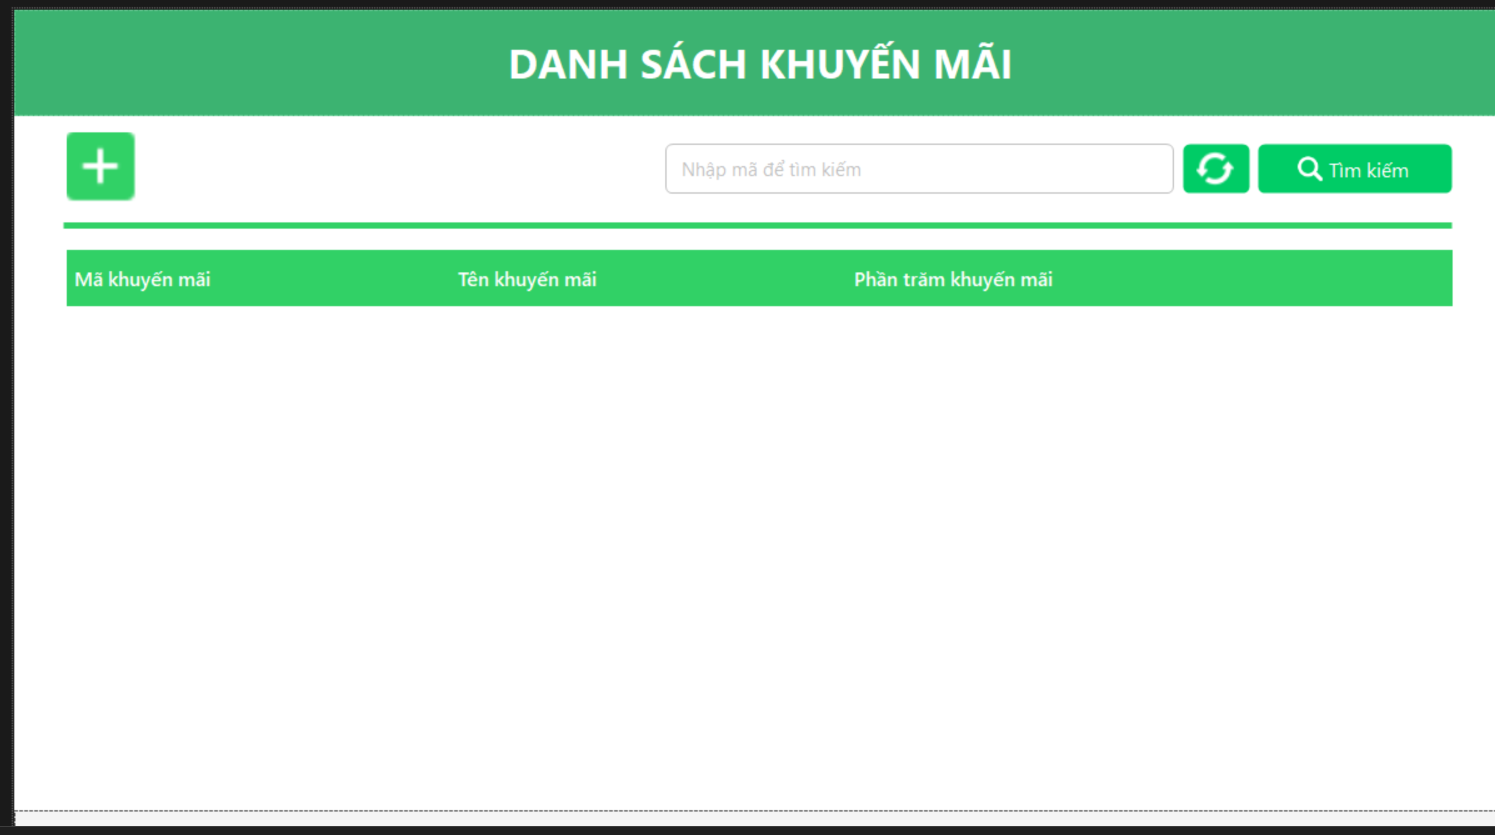 DANH SÁCH KHUYẾN MÃI
Nhập mã để tìm kiếm
Tìm kiếm
Mã khuyến mãi Tên khuyến mãi Phần trăm khuyến mãi